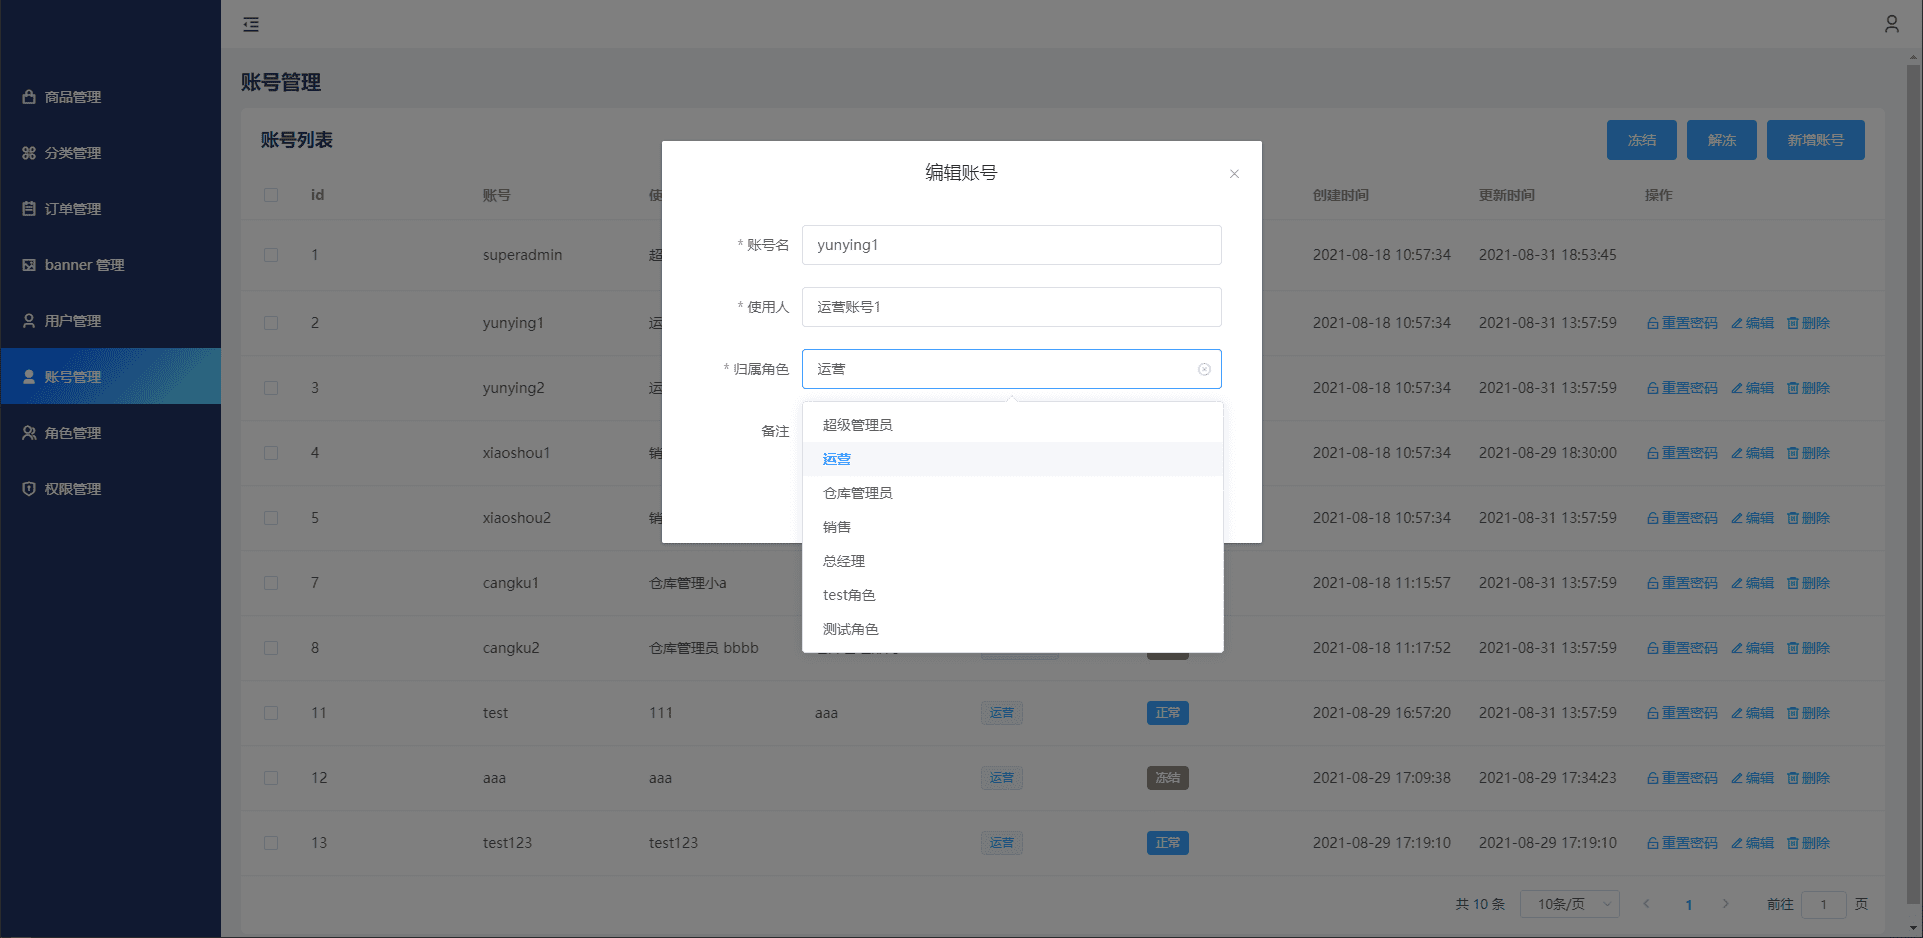 商品管理
分类管理
订单管理
banner 管理
用户管理
账号管理
角色管理
权限管理
账号管理
账号列表
冻结 解冻 新增账号
id 账号 使 创建时间 更新时间 操作
1 superadmin 超 2021-08-18 10:57:34 2021-08-31 18:53:45
2 yunying1 运 2021-08-18 10:57:34 2021-08-31 13:57:59 重置密码 编辑 删除
3 yunying2 运 2021-08-18 10:57:34 2021-08-31 13:57:59 重置密码 编辑 删除
4 xiaoshou1 销 2021-08-18 10:57:34 2021-08-29 18:30:00 重置密码 编辑 删除
5 xiaoshou2 销 2021-08-18 10:57:34 2021-08-31 13:57:59 重置密码 编辑 删除
7 cangku1 仓库管理小a 2021-08-18 11:15:57 2021-08-31 13:57:59 重置密码 编辑 删除
8 cangku2 仓库管理员 bbbb 2021-08-18 11:17:52 2021-08-31 13:57:59 重置密码 编辑 删除
11 test 111 aaa 运营 正常 2021-08-29 16:57:20 2021-08-31 13:57:59 重置密码 编辑 删除
12 aaa aaa 运营 冻结 2021-08-29 17:09:38 2021-08-29 17:34:23 重置密码 编辑 删除
13 test123 test123 运营 正常 2021-08-29 17:19:10 2021-08-29 17:19:10 重置密码 编辑 删除
共 10 条 10条/页 1 前往 1 页
编辑账号
* 账号名 yunying1
* 使用人 运营账号1
* 归属角色 运营
备注
超级管理员
运营
仓库管理员
销售
总经理
test角色
测试角色